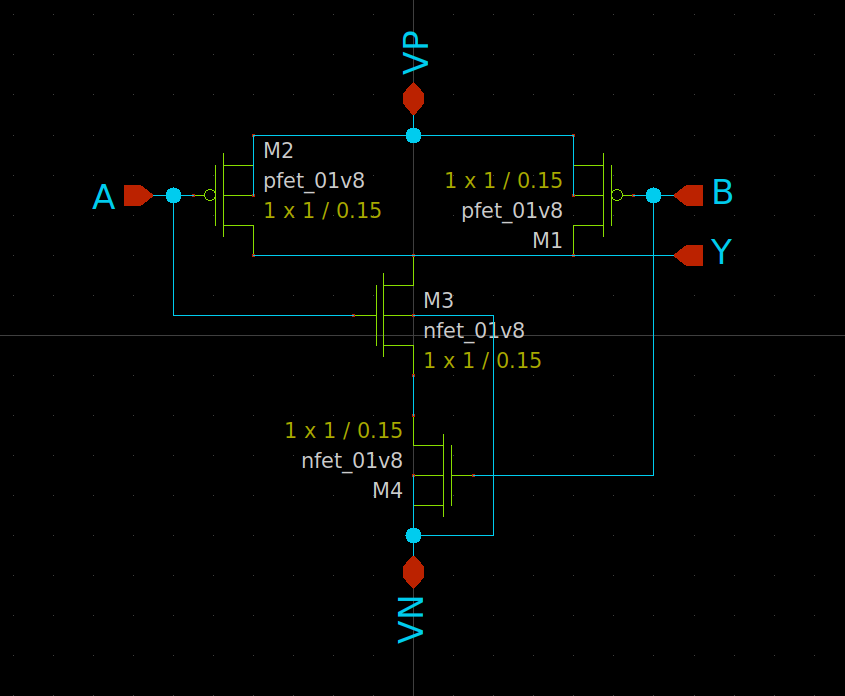 VP
M2
pfet_01v8
1 x 1 / 0.15
1 x 1 / 0.15
pfet_01v8
M1
A
B
Y
M3
nfet_01v8
1 x 1 / 0.15
1 x 1 / 0.15
nfet_01v8
M4
VN